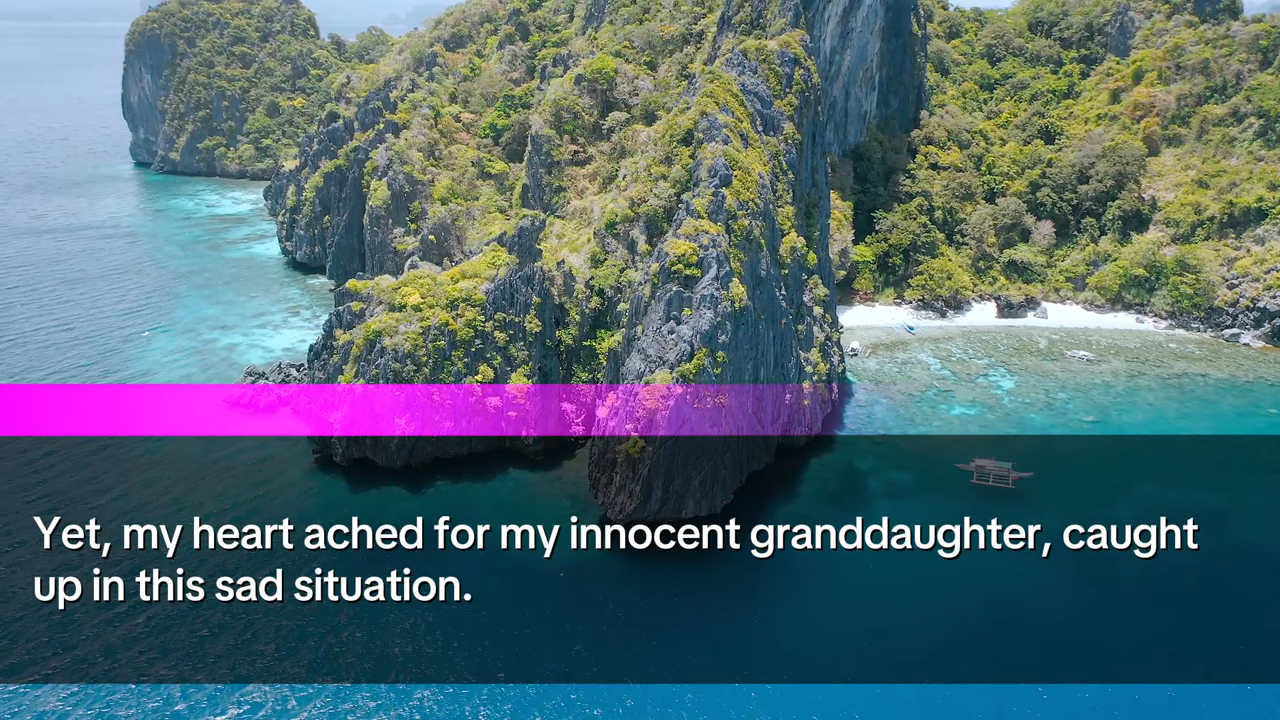 Yet, my heart ached for my innocent granddaughter, caught
up in this sad situation.